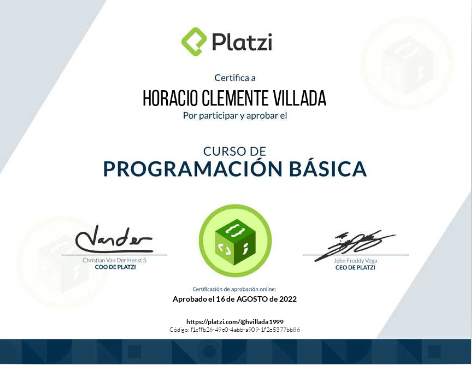 Platzi
Certifica a
HORACIO CLEMENTE VILLADA
Por participar y aprobar el
CURSO DE
PROGRAMACIÓN BÁSICA
Christian Van Der Henst S.
COO DE PLATZI
John Freddy Vega
CEO DE PLATZI
Certificación de aprobación online:
Aprobado el 16 de AGOSTO de 2022
https://platzi.com/@hvillada1999
Código: